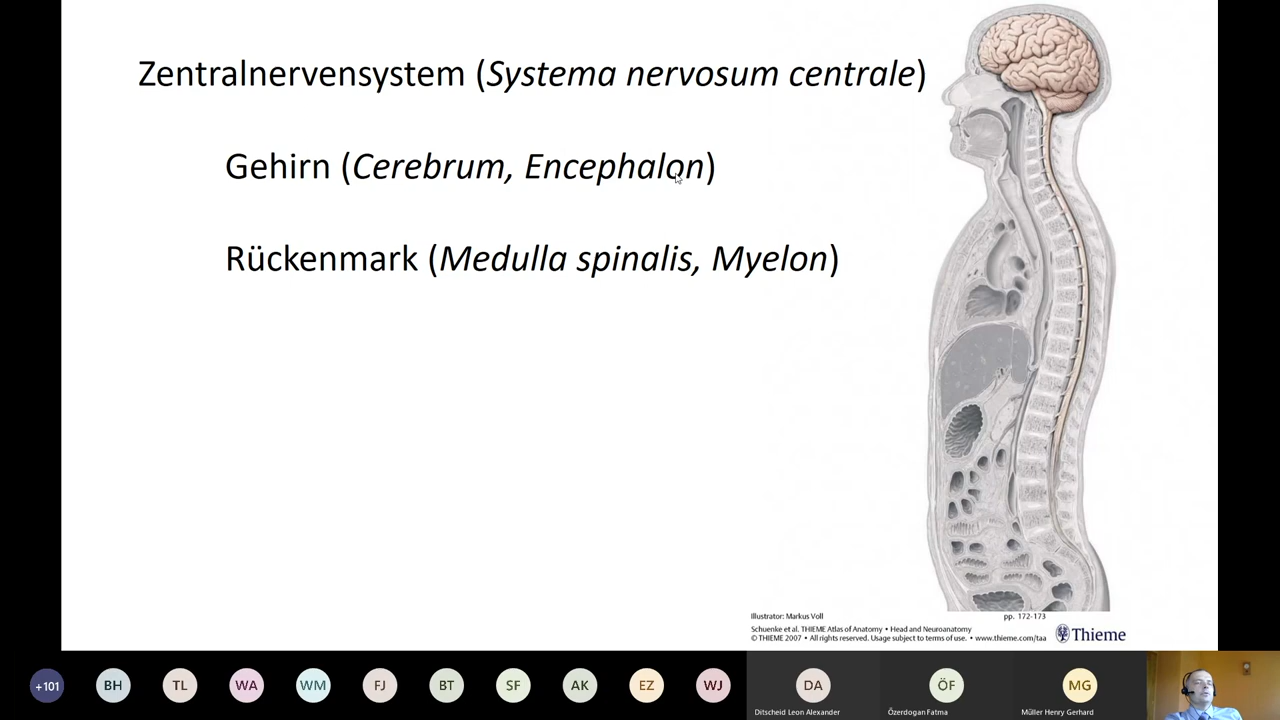 Zentralnervensystem (Systema nervosum centrale)
Gehirn (Cerebrum, Encephalon)
Rückenmark (Medulla spinalis, Myelon)
Illustrator: Markus Voll
pp. 172-173
Schuenke et al. THIEME Atlas of Anatomy • Head and Neuroanatomy
© THIEME 2007 • All rights reserved. Usage subject to terms of use. • www.thieme.com/taa
Thieme
+101
BH
TL
WA
WM
FJ
BT
SF
AK
EZ
WJ
DA
ÖF
MG
Ditscheid Leon Alexander
Özerdogan Fatma
Müller Henry Gerhard